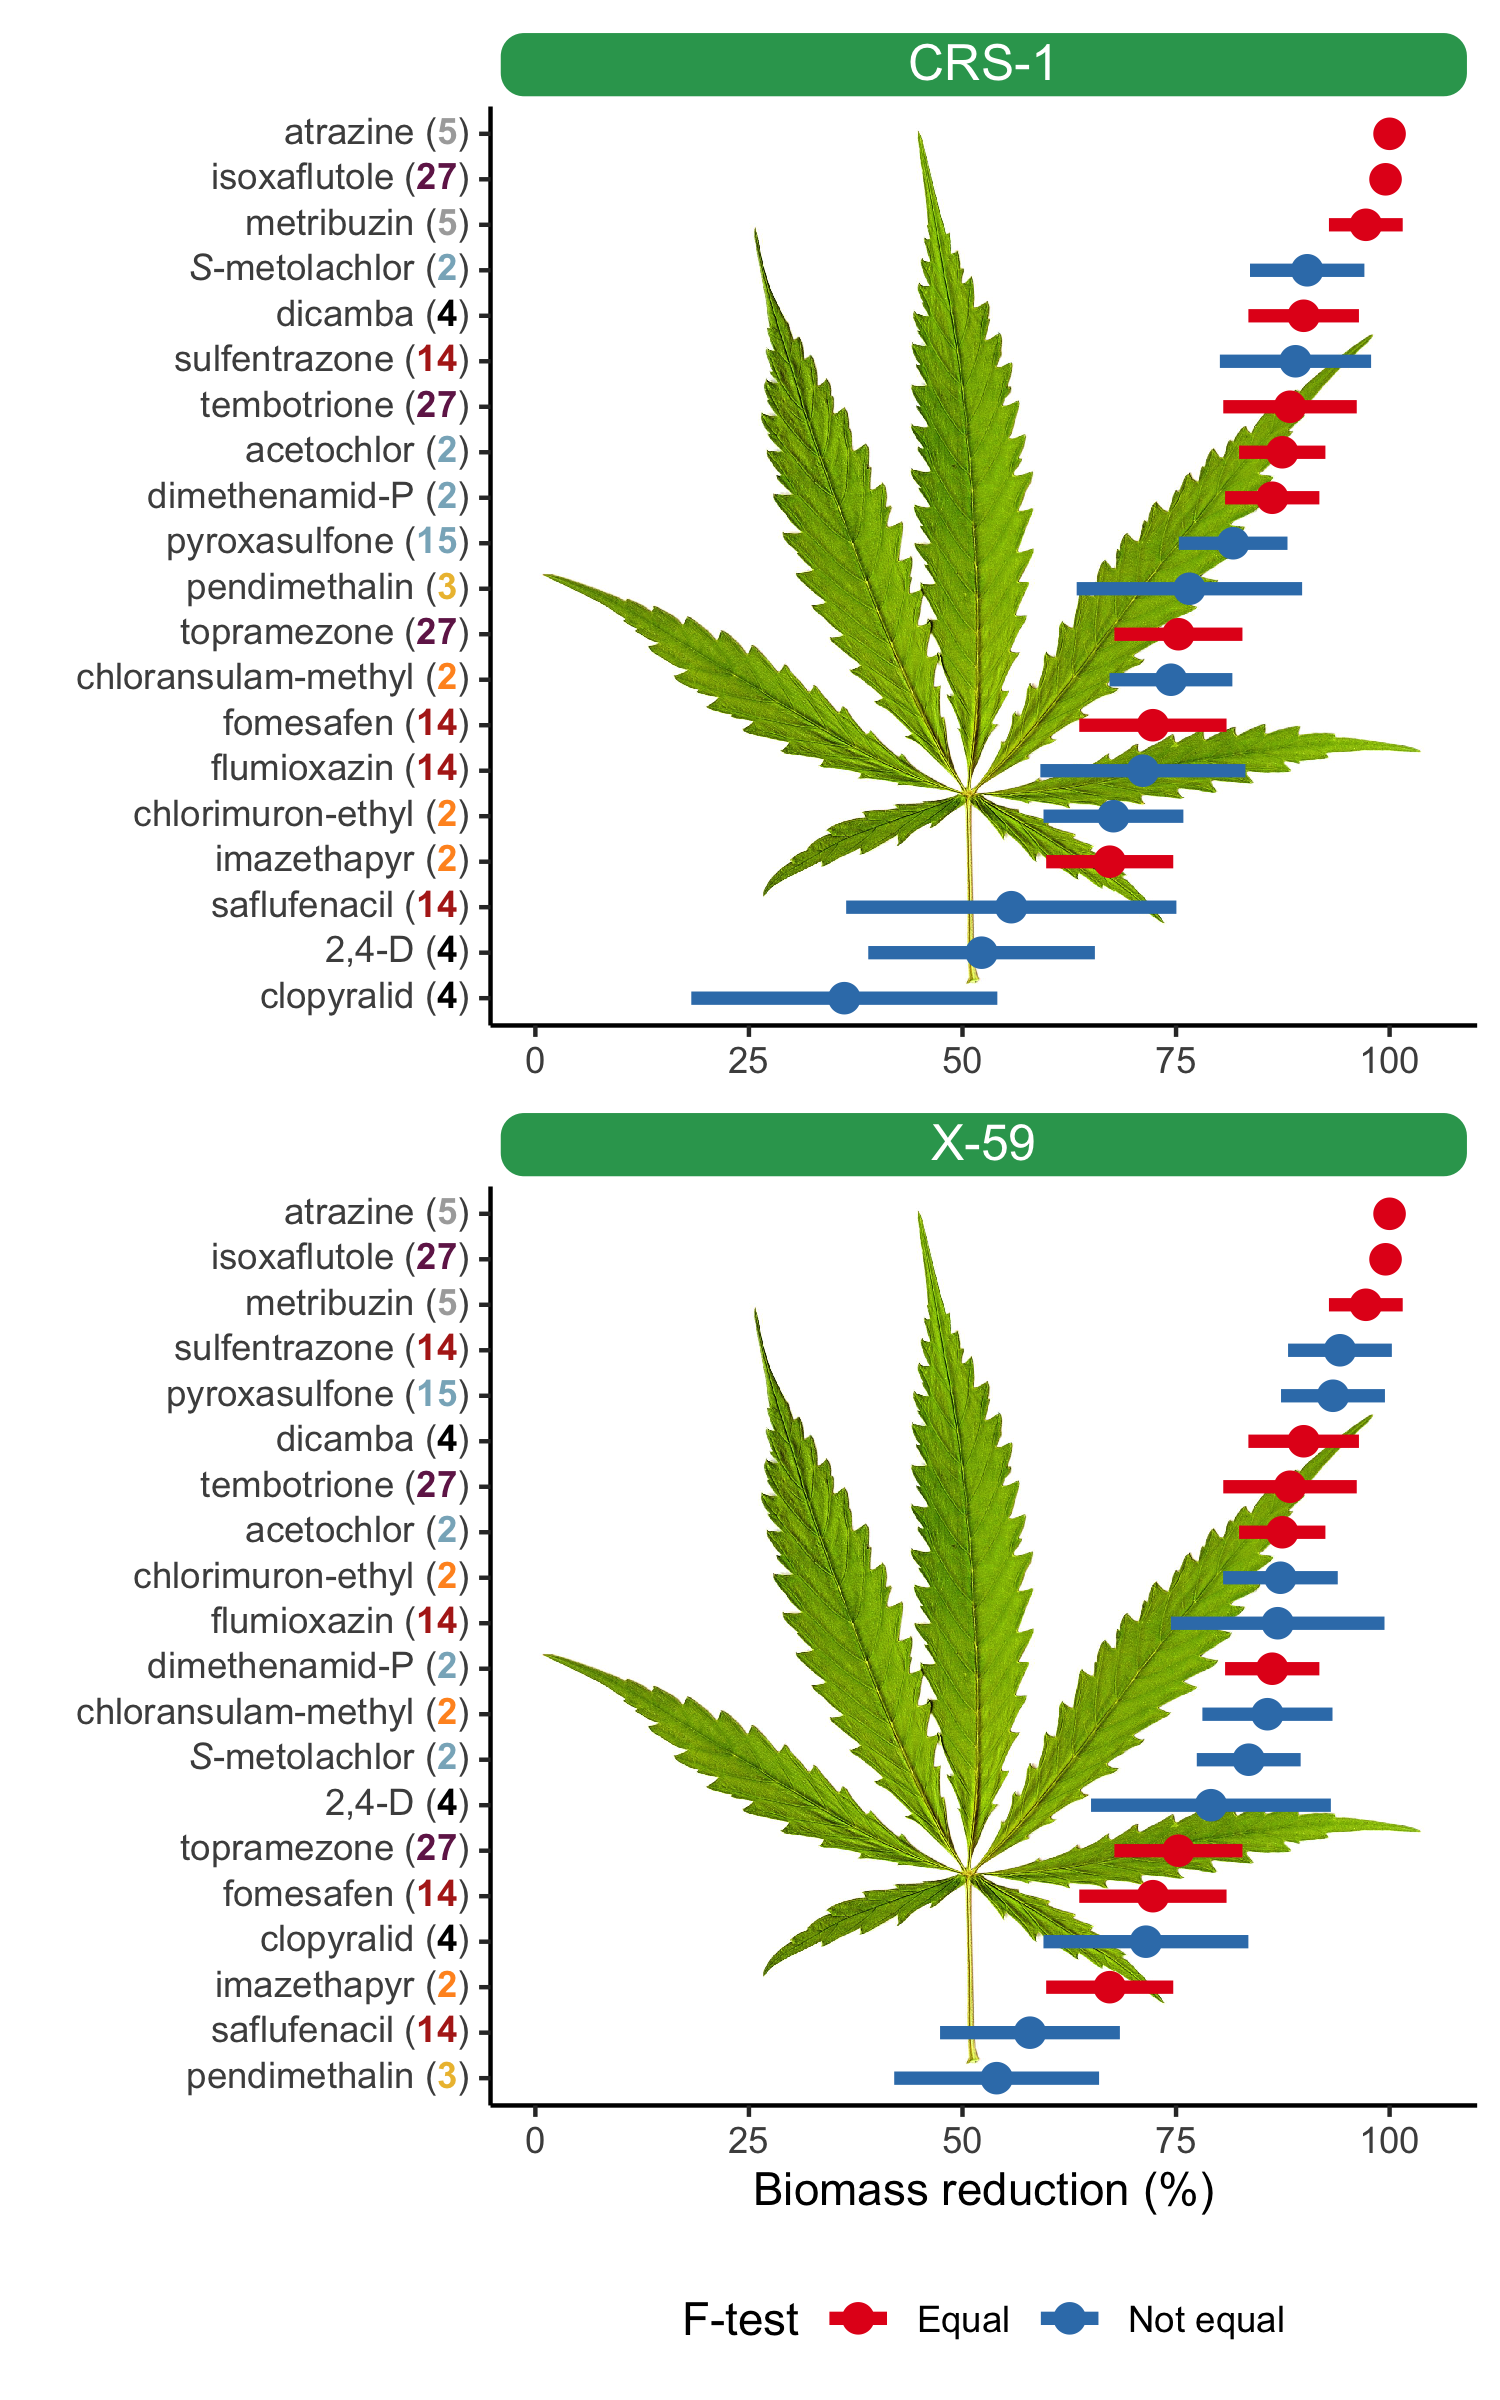 CRS-1
atrazine (5)
isoxaflutole (27)
metribuzin (5)
S-metolachlor (2)
dicamba (4)
sulfentrazone (14)
tembotrione (27)
acetochlor (2)
dimethenamid-P (2)
pyroxasulfone (15)
pendimethalin (3)
topramezone (27)
chloransulam-methyl (2)
fomesafen (14)
flumioxazin (14)
chlorimuron-ethyl (2)
imazethapyr (2)
saflufenacil (14)
2,4-D (4)
clopyralid (4)
0 25 50 75 100
X-59
atrazine (5)
isoxaflutole (27)
metribuzin (5)
sulfentrazone (14)
pyroxasulfone (15)
dicamba (4)
tembotrione (27)
acetochlor (2)
chlorimuron-ethyl (2)
flumioxazin (14)
dimethenamid-P (2)
chloransulam-methyl (2)
S-metolachlor (2)
2,4-D (4)
topramezone (27)
fomesafen (14)
clopyralid (4)
imazethapyr (2)
saflufenacil (14)
pendimethalin (3)
0 25 50 75 100
Biomass reduction (%)
F-test Equal Not equal